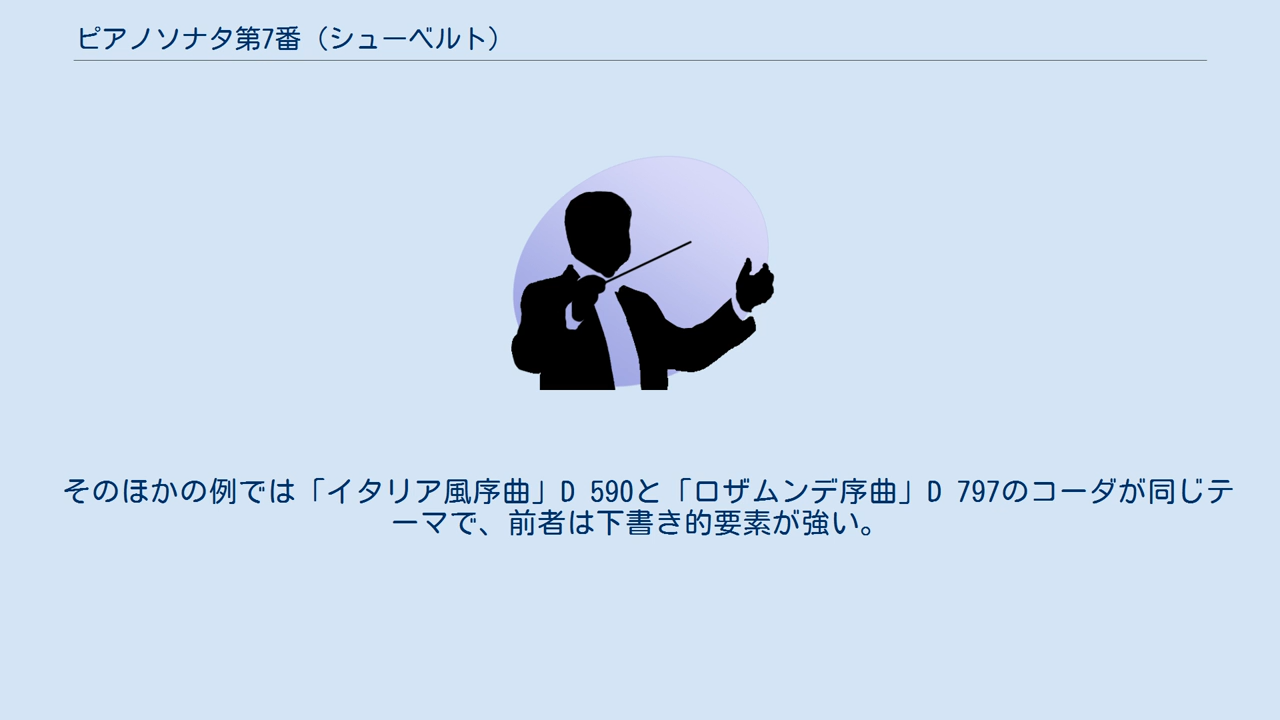 ピアノソナタ第7番（シューベルト）
そのほかの例では「イタリア風序曲」D 590と「ロザムンデ序曲」D 797のコーダが同じテ
ーマで、前者は下書き的要素が強い。